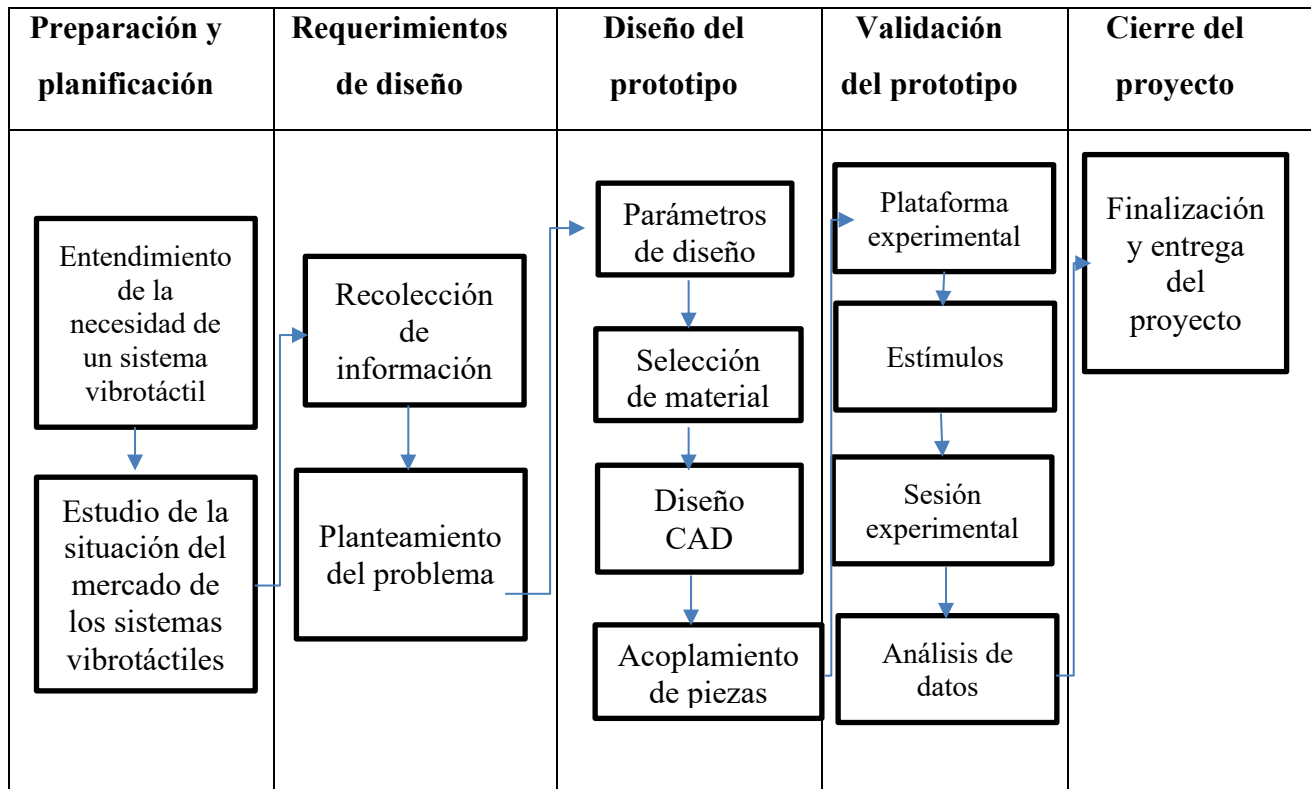 Preparación y
planificación
Requerimientos
de diseño
Diseño del
prototipo
Validación
del prototipo
Cierre del
proyecto
Entendimiento
de la
necesidad de
un sistema
vibrotáctil
Estudio de la
situación del
mercado de
los sistemas
vibrotáctiles
Recolección
de
información
Planteamiento
del problema
Parámetros
de diseño
Selección
de material
Diseño
CAD
Acoplamiento
de piezas
Plataforma
experimental
Estímulos
Sesión
experimental
Análisis de
datos
Finalización
y entrega
del
proyecto